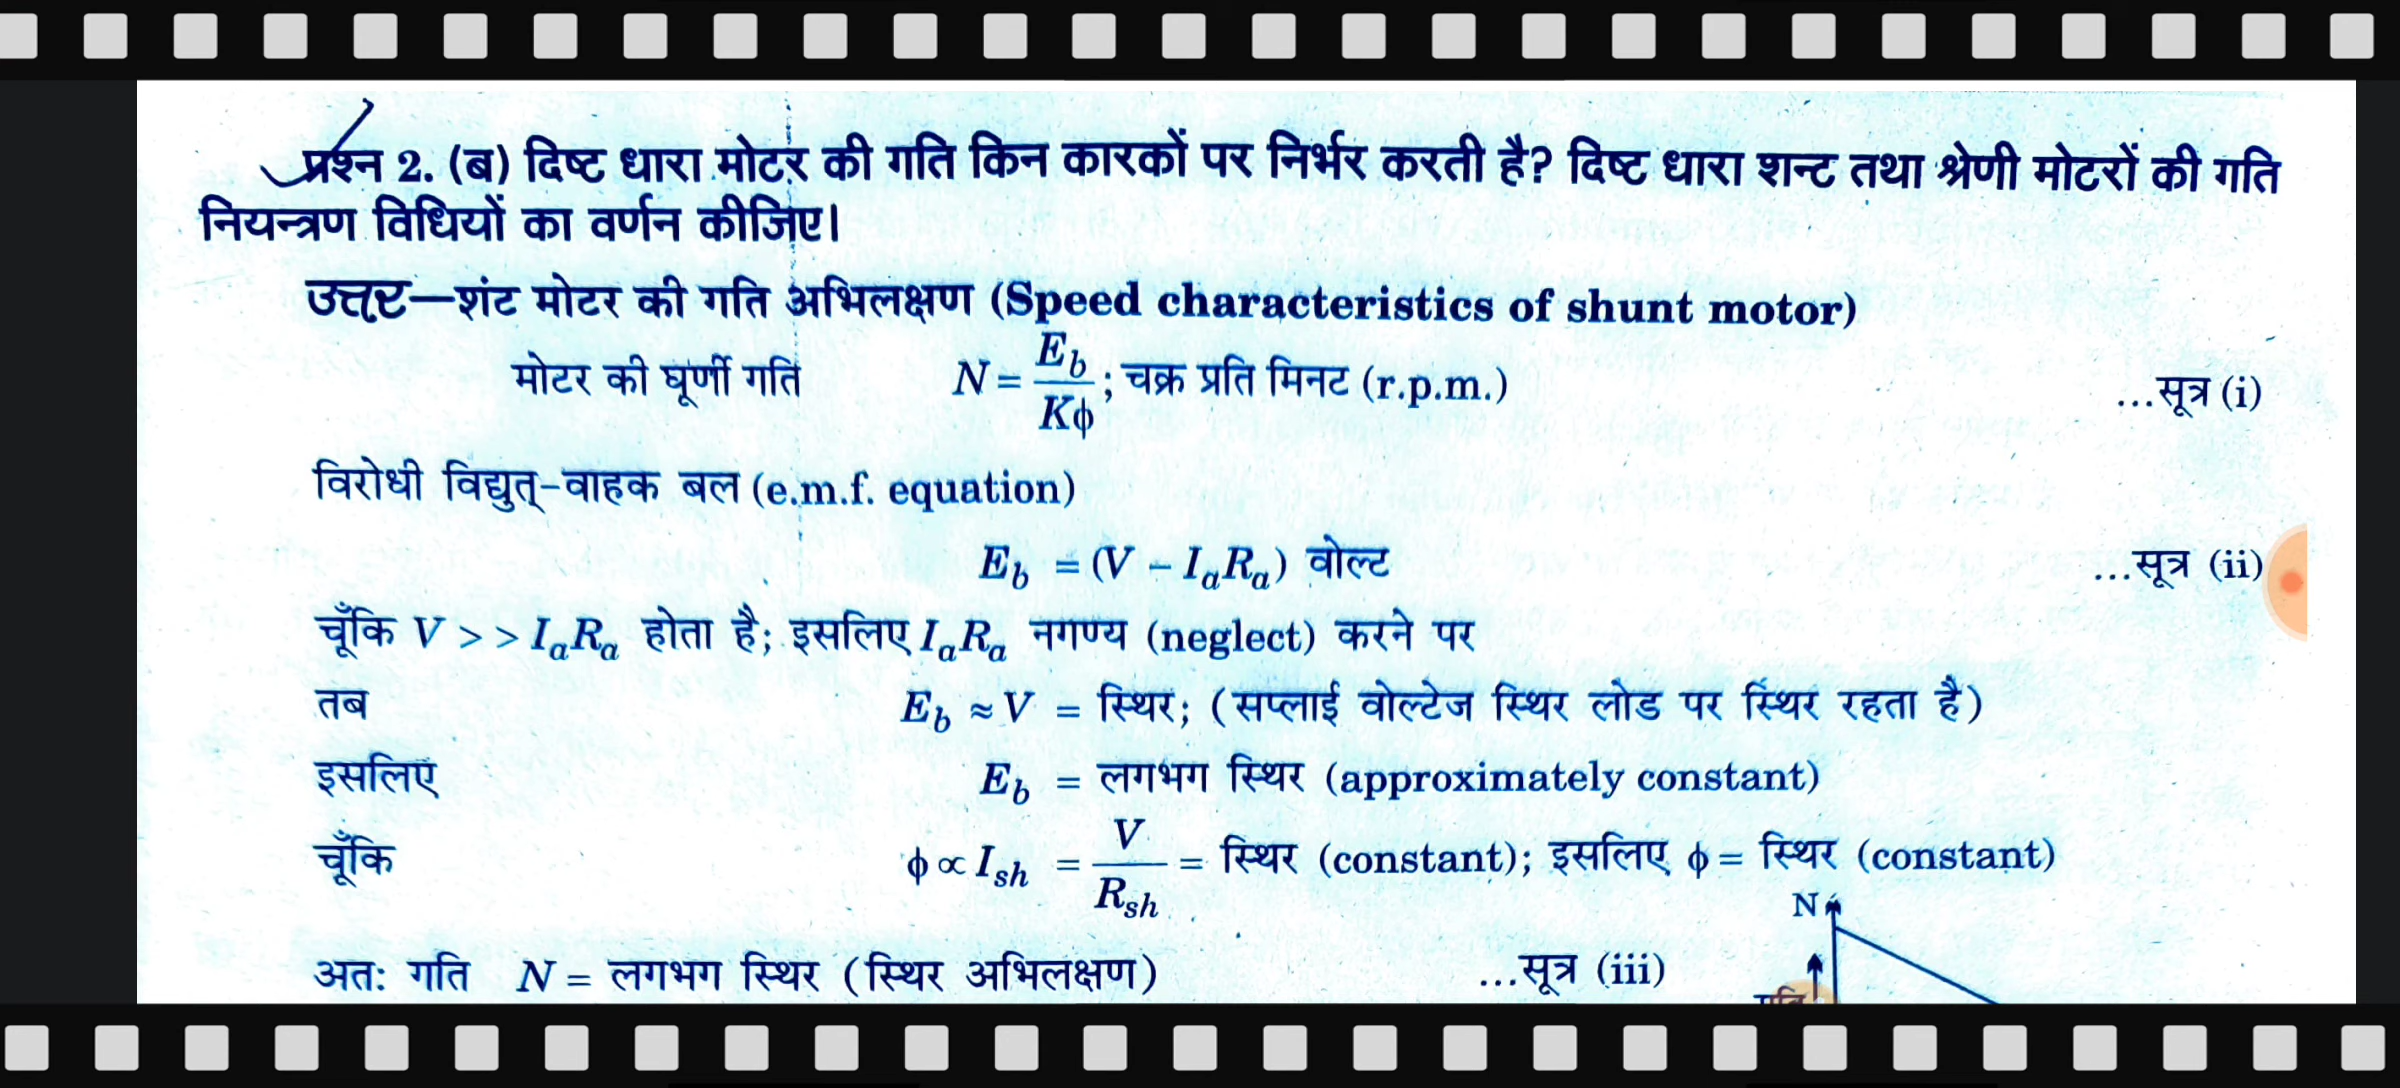 प्रश्न 2. (ब) दिष्ट धारा मोटर की गति किन कारकों पर निर्भर करती है? दिष्ट धारा शन्ट तथा श्रेणी मोटरों की गति
नियन्त्रण विधियों का वर्णन कीजिए।
उत्तर—शंट मोटर की गति अभिलक्षण (Speed characteristics of shunt motor)
मोटर की घूर्णी गति N = E_b / Kϕ ; चक्र प्रति मिनट (r.p.m.) ...सूत्र (i)
विरोधी विद्युत्-वाहक बल (e.m.f. equation)
E_b = (V – I_aR_a) वोल्ट ...सूत्र (ii)
चूँकि V > > I_aR_a होता है; इसलिए I_aR_a नगण्य (neglect) करने पर
तब E_b ≈ V = स्थिर; (सप्लाई वोल्टेज स्थिर लोड पर स्थिर रहता है)
इसलिए E_b = लगभग स्थिर (approximately constant)
चूँकि ϕ ∝ I_sh = V / R_sh = स्थिर (constant); इसलिए ϕ = स्थिर (constant)
N
अत: गति N = लगभग स्थिर (स्थिर अभिलक्षण) ...सूत्र (iii)